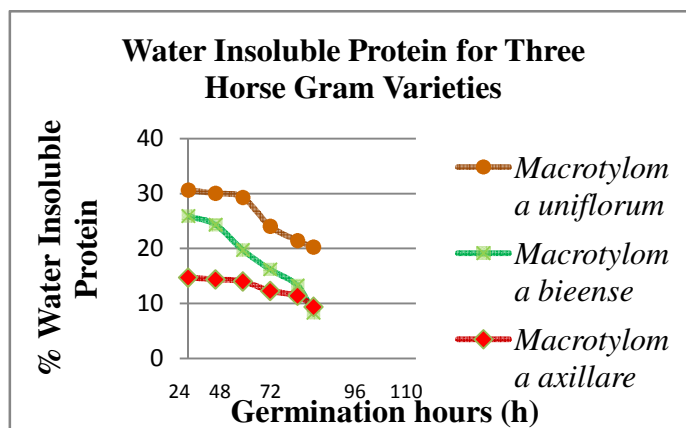 Water Insoluble Protein for Three
Horse Gram Varieties
% Water Insoluble
Protein
40
30
20
10
0
24 48 72 96 110
Germination hours (h)
Macrotylom
a uniflorum
Macrotylom
a bieense
Macrotylom
a axillare